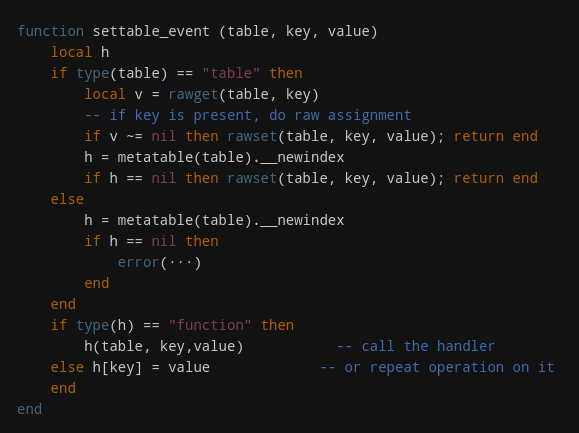 function settable_event (table, key, value)
    local h
    if type(table) == "table" then
        local v = rawget(table, key)
        -- if key is present, do raw assignment
        if v ~= nil then rawset(table, key, value); return end
        h = metatable(table).__newindex
        if h == nil then rawset(table, key, value); return end
    else
        h = metatable(table).__newindex
        if h == nil then
            error(···)
        end
    end
    if type(h) == "function" then
        h(table, key,value)           -- call the handler
    else h[key] = value             -- or repeat operation on it
    end
end